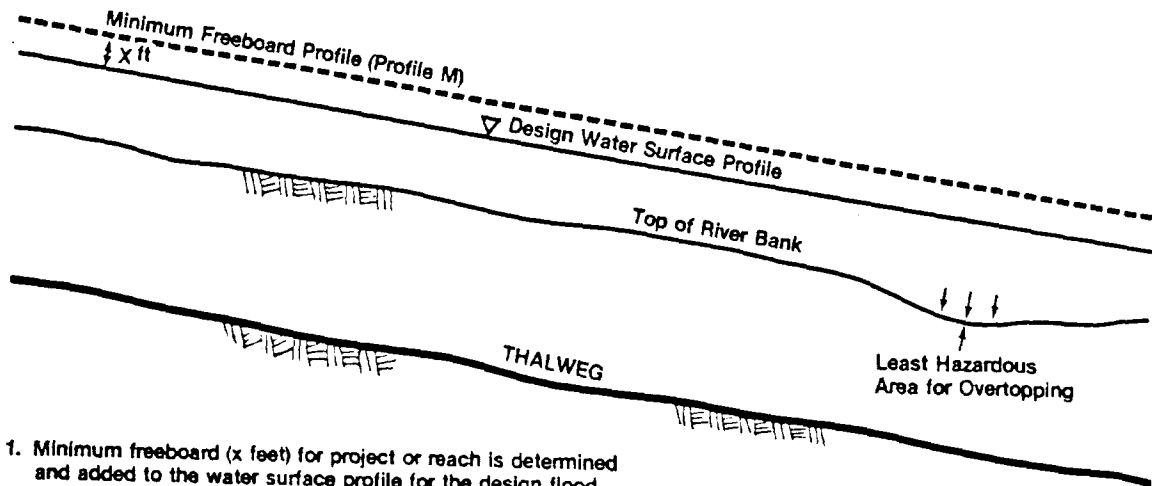 Minimum Freeboard Profile (Profile M)
X ft
Design Water Surface Profile
Top of River Bank
THALWEG
Least Hazardous
Area for Overtopping
1. Minimum freeboard (x feet) for project or reach is determined
and added to the water surface profile for the design flood